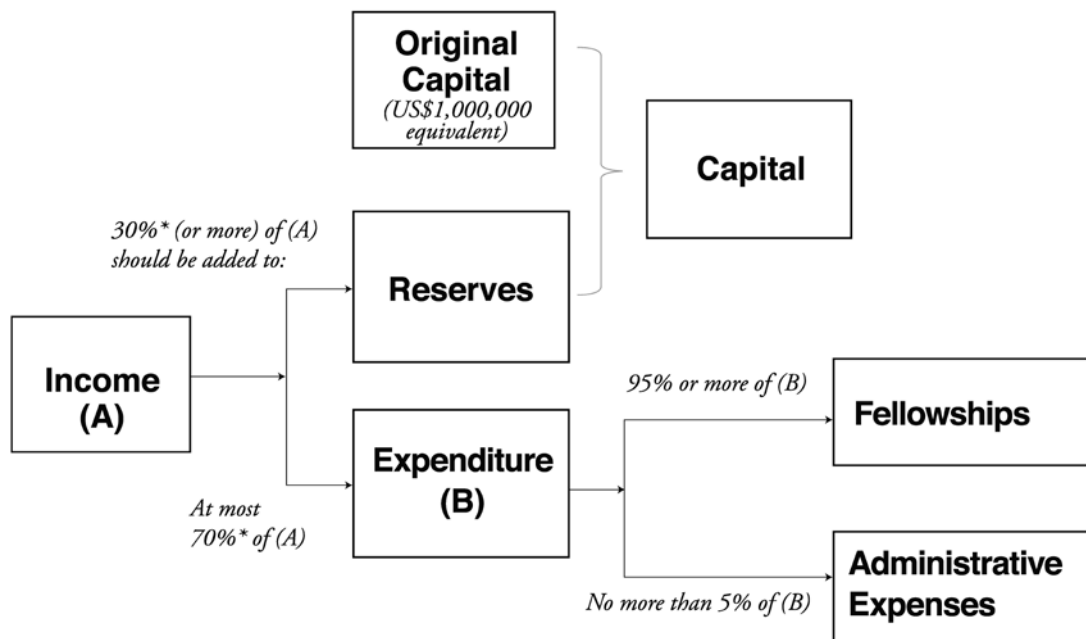 Original
Capital
(US$1,000,000
equivalent)
Capital
30%* (or more) of (A)
should be added to:
Reserves
Income
(A)
95% or more of (B)
Fellowships
Expenditure
(B)
At most
70%* of (A)
Administrative
Expenses
No more than 5% of (B)